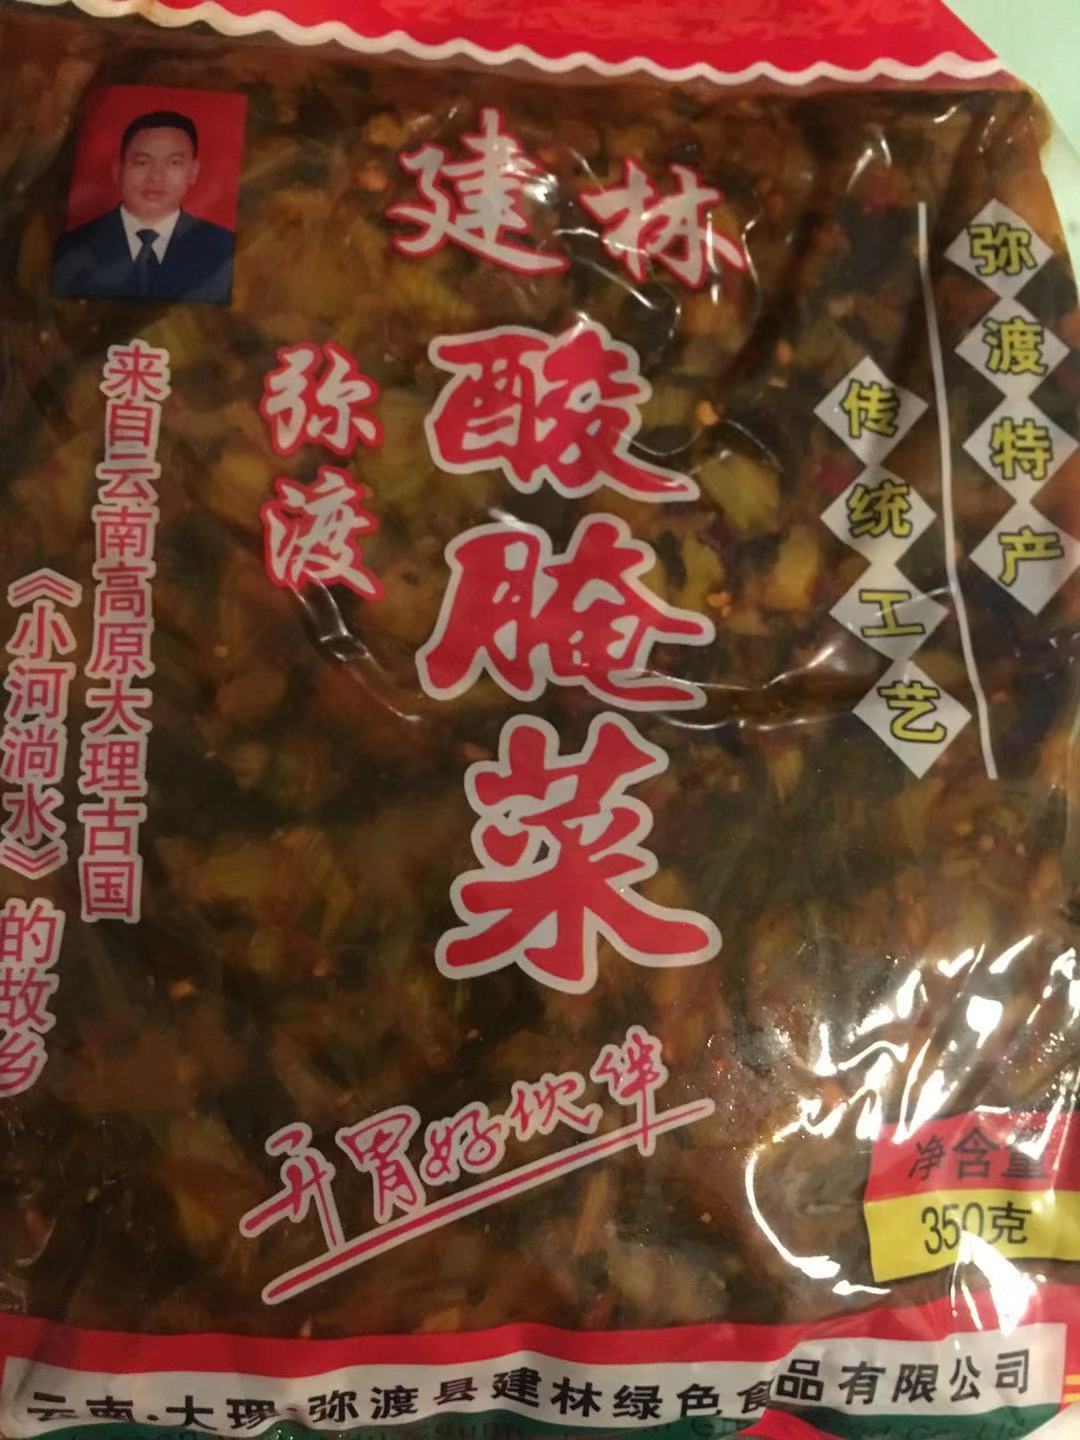 建林
弥渡
酸腌菜
弥渡特产
传统工艺
来自云南高原大理古国
《小河淌水》的故乡
开胃好伙伴
净含量
350克
云南·大理·弥渡县建林绿色食品有限公司